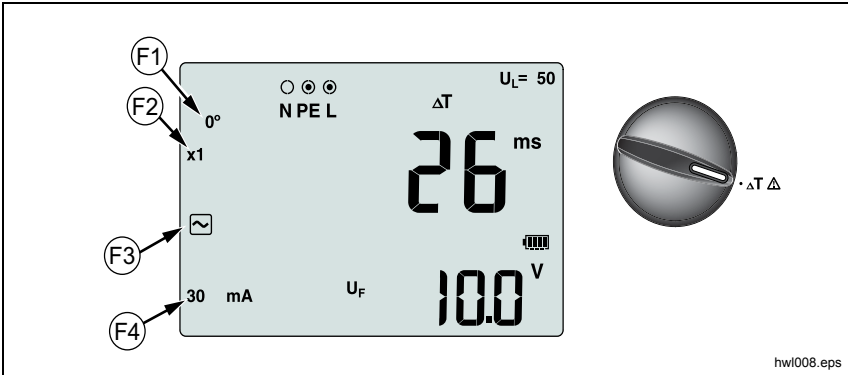 F1
U_L= 50
N PE L
ΔT
0º
F2
x1
26 ms
ΔT ⚠
F3
30 mA
F4
U_F
10.0 V
hwl008.eps